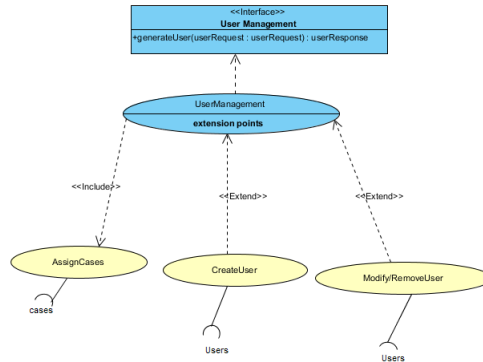 <<Interface>>
User Management
+generateUser(userRequest : userRequest) : userResponse
UserManagement
extension points
<<Include>>
<<Extend>>
<<Extend>>
AssignCases
CreateUser
Modify/RemoveUser
cases
Users
Users